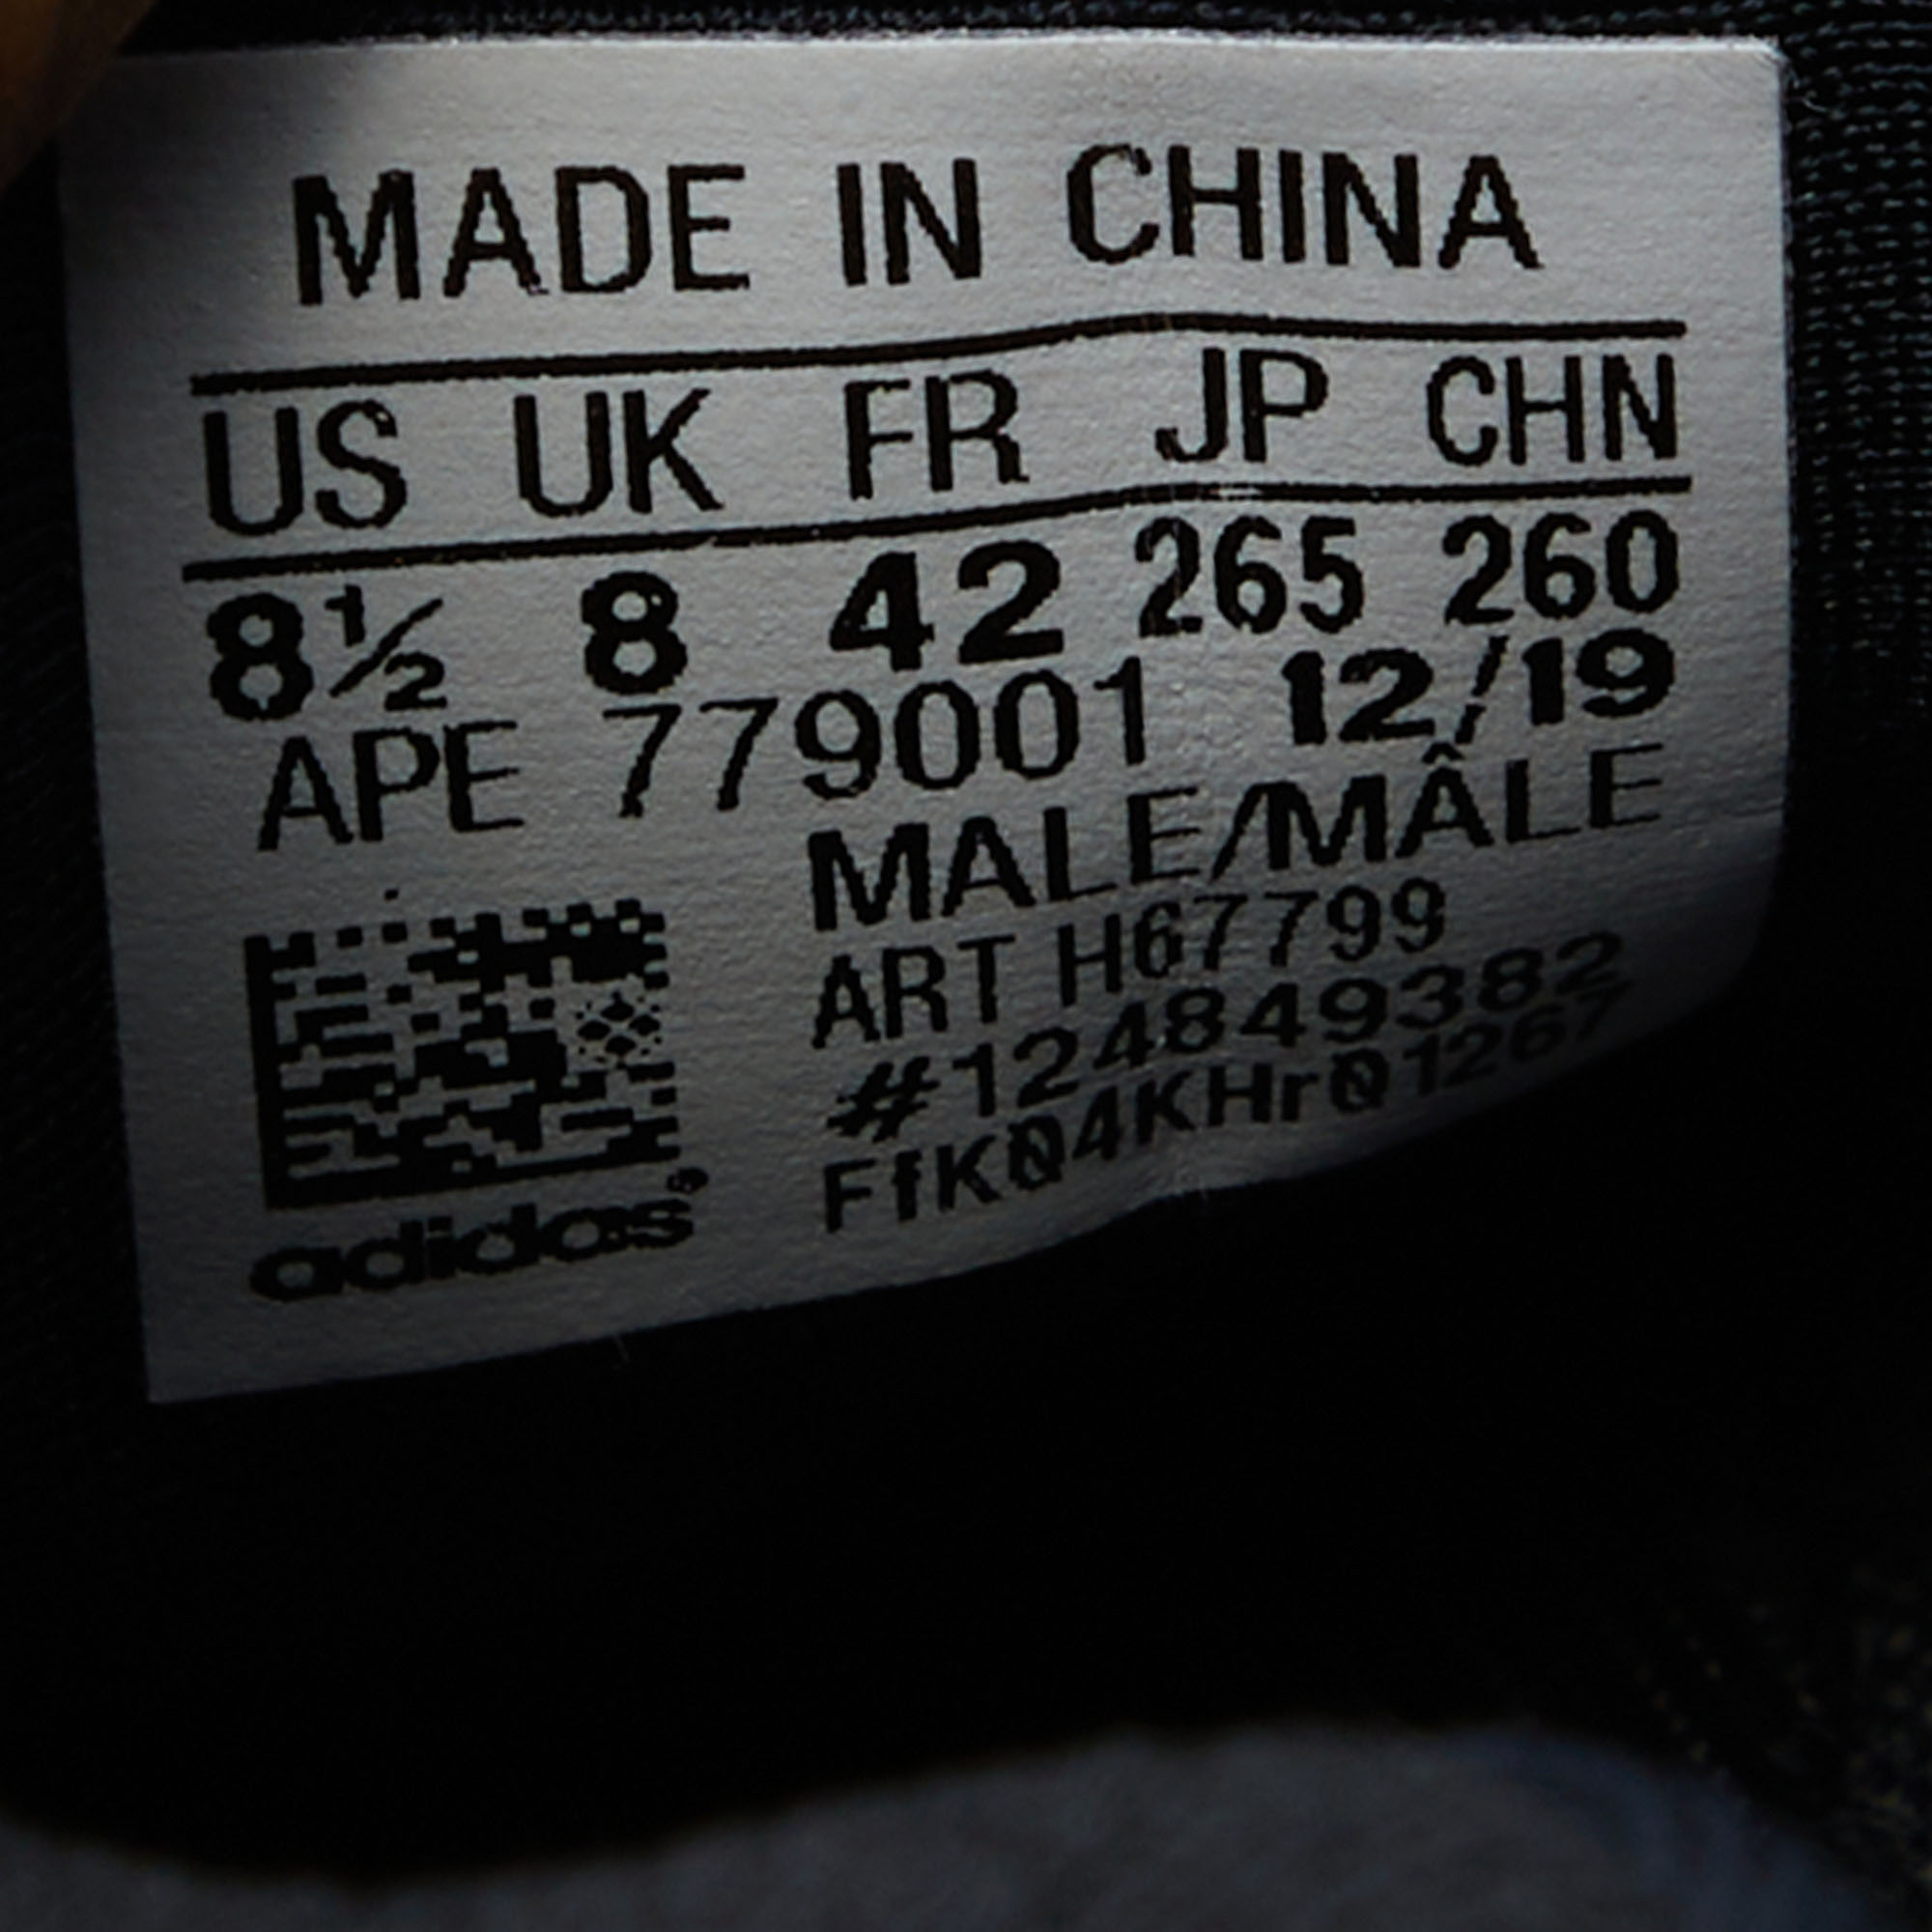 MADE IN CHINA
US UK FR JP CHN
8½ 8 42 265 260
APE 779001 12/19
MALE/MÂLE
ART H67799
#124849382
FfK04KHr01267
adidas®